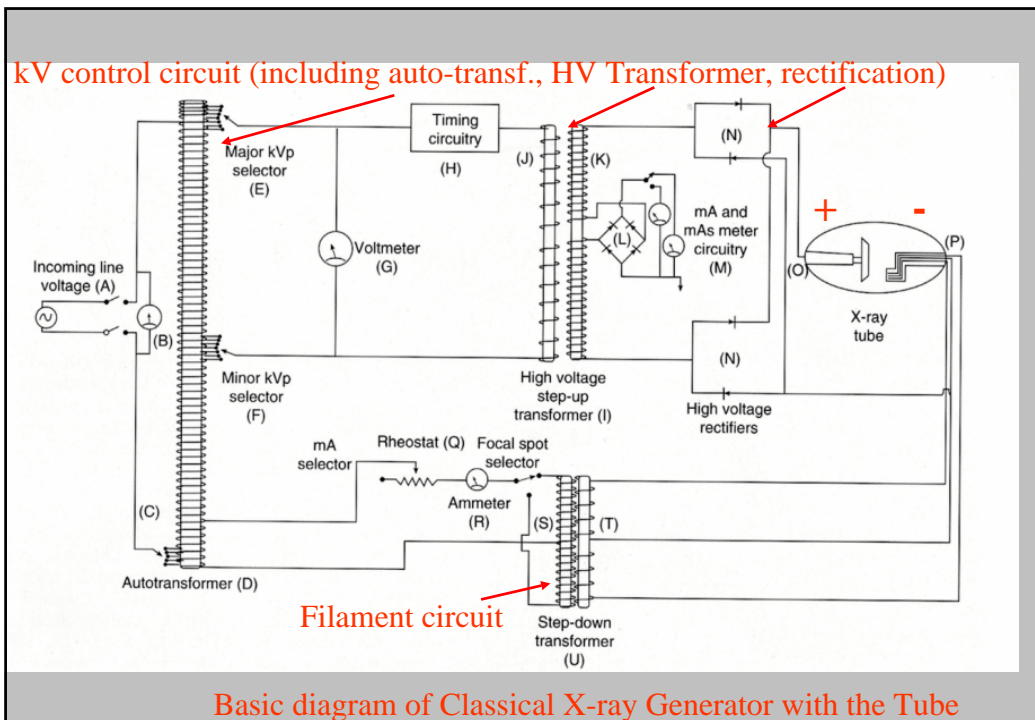 kV control circuit (including auto-transf., HV Transformer, rectification)
Timing
circuitry
(H)
(J)
(K)
(N)
Major kVp
selector
(E)
(L)
mA and
mAs meter
circuitry
(M)
+
-
(P)
(O)
X-ray
tube
Voltmeter
(G)
Incoming line
voltage (A)
(B)
(N)
Minor kVp
selector
(F)
High voltage
step-up
transformer (I)
High voltage
rectifiers
mA
selector
Rheostat (Q)
Focal spot
selector
Ammeter
(R)
(C)
(S)
(T)
Autotransformer (D)
Filament circuit
Step-down
transformer
(U)
Basic diagram of Classical X-ray Generator with the Tube